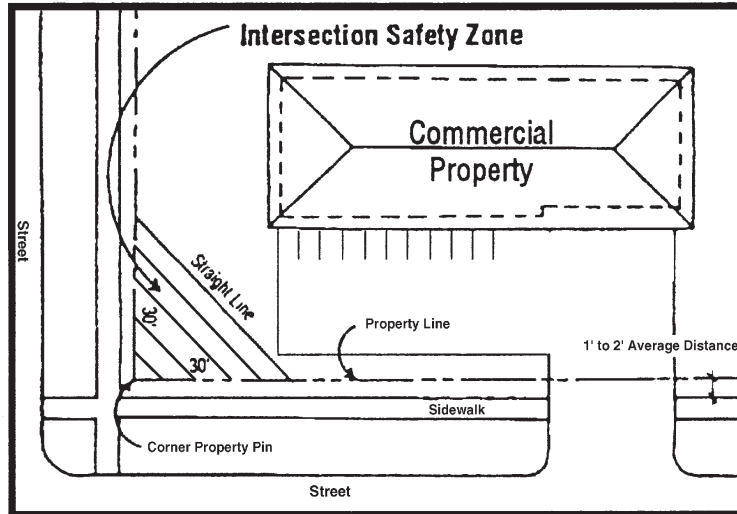 Intersection Safety Zone
Commercial
Property
Street
Straight Line
30'
30'
Property Line
1' to 2' Average Distance
Sidewalk
Corner Property Pin
Street